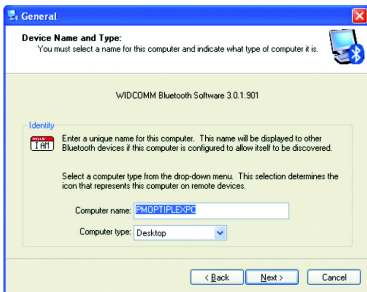 General
Device Name and Type:
You must select a name for this computer and indicate what type of computer it is.
WIDCOMM Bluetooth Software 3.0.1.901
Identity
I AM
Enter a unique name for this computer. This name will be displayed to other
Bluetooth devices if this computer is configured to allow itself to be discovered.
Select a computer type from the drop-down menu. This selection determines the
icon that represents this computer on remote devices.
Computer name: PMOPTIPLEXPC
Computer type: Desktop
< Back Next > Cancel